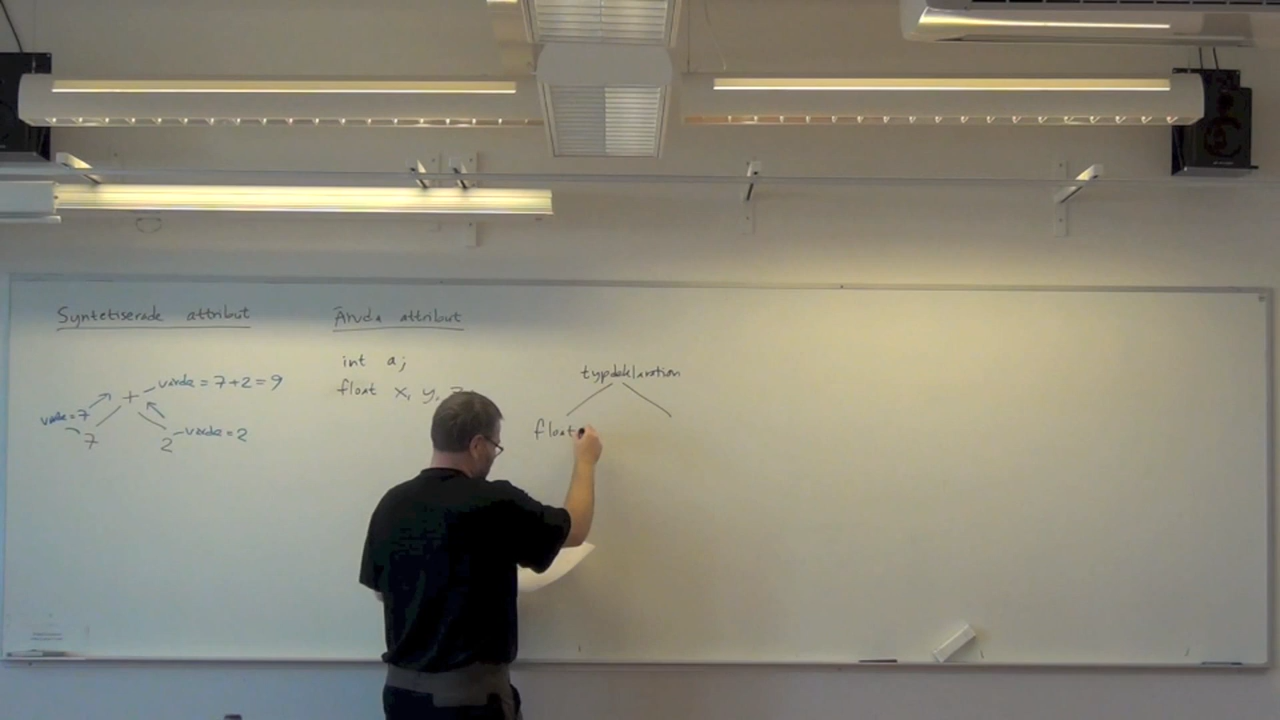 Syntetiserade attribut
värde = 7+2 = 9
+
värde = 7
7
2
värde = 2
Ärvda attribut
int a;
float x, y, z
typdeklaration
float